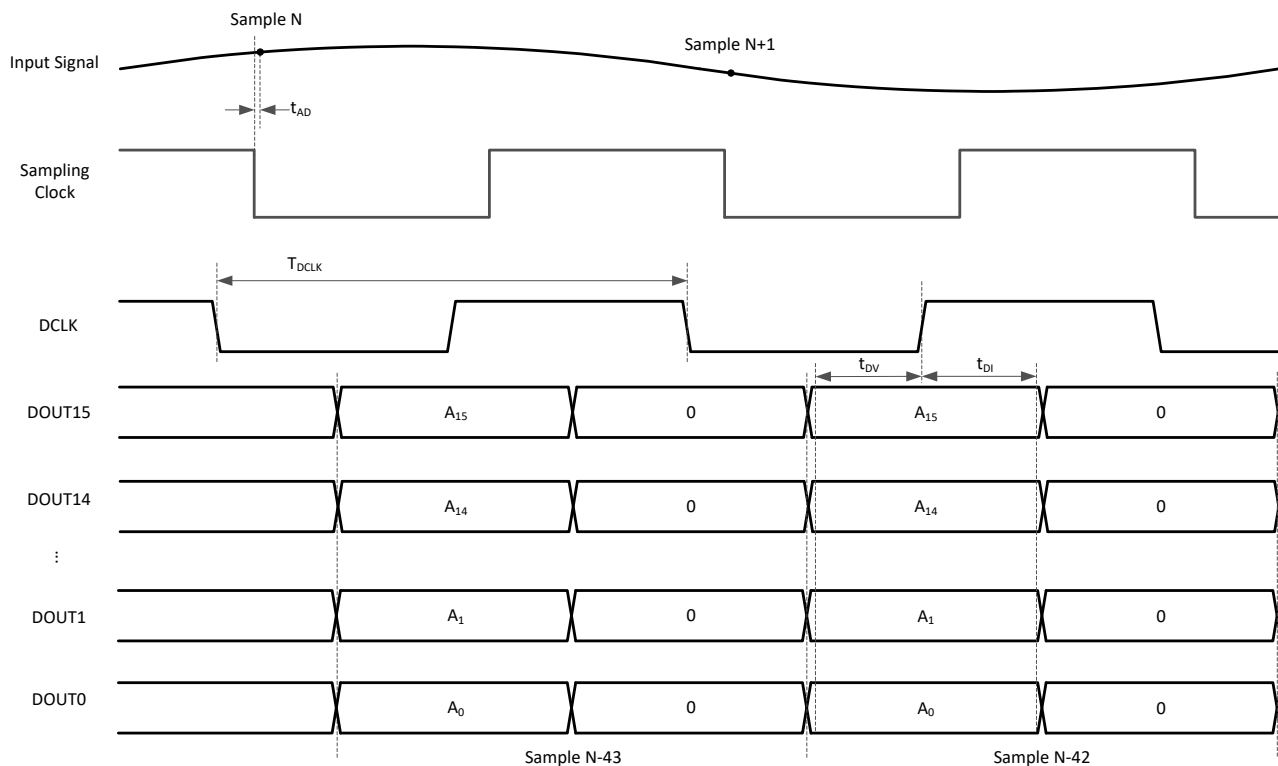 Sample N
Sample N+1
Input Signal
tAD
Sampling
Clock
TDCLK
DCLK
tDV
tDI
DOUT15
A15
0
A15
0
DOUT14
A14
0
A14
0
⋮
DOUT1
A1
0
A1
0
DOUT0
A0
0
A0
0
Sample N-43
Sample N-42